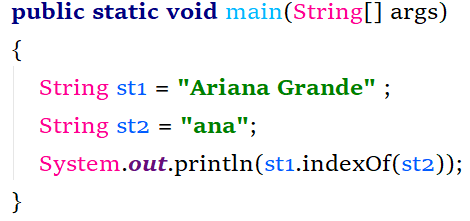 public static void main(String[] args)
{
String st1 = "Ariana Grande" ;
String st2 = "ana";
System.out.println(st1.indexOf(st2));
}